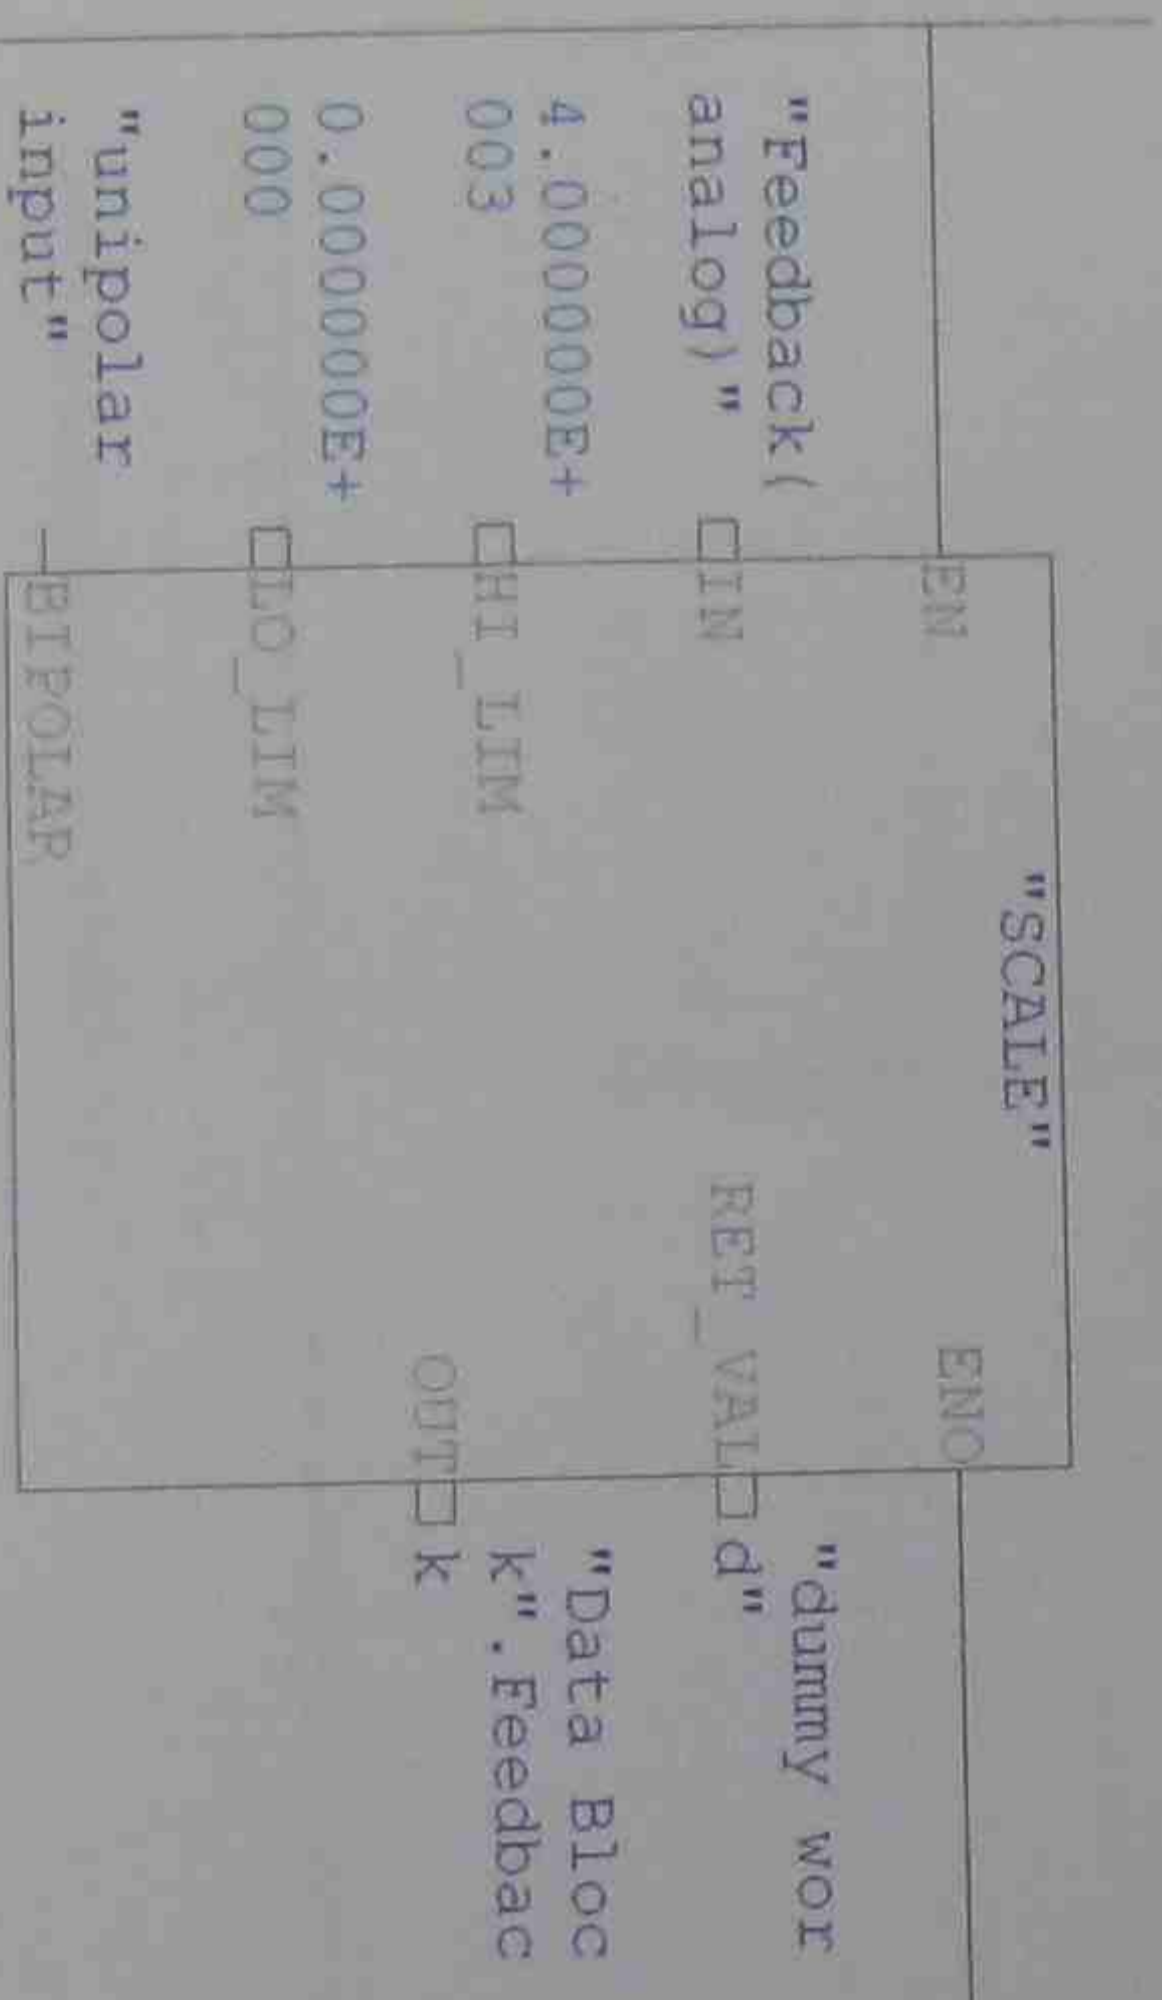 "SCALE"
EN
ENO
"Feedback(
analog)"
IN
"dummy wor
d"
RET_VAL
4.000000E+
003
HI_LIM
"Data Bloc
k".Feedbac
k
OUT
0.000000E+
000
LO_LIM
"unipolar
input"
BIPOLAR